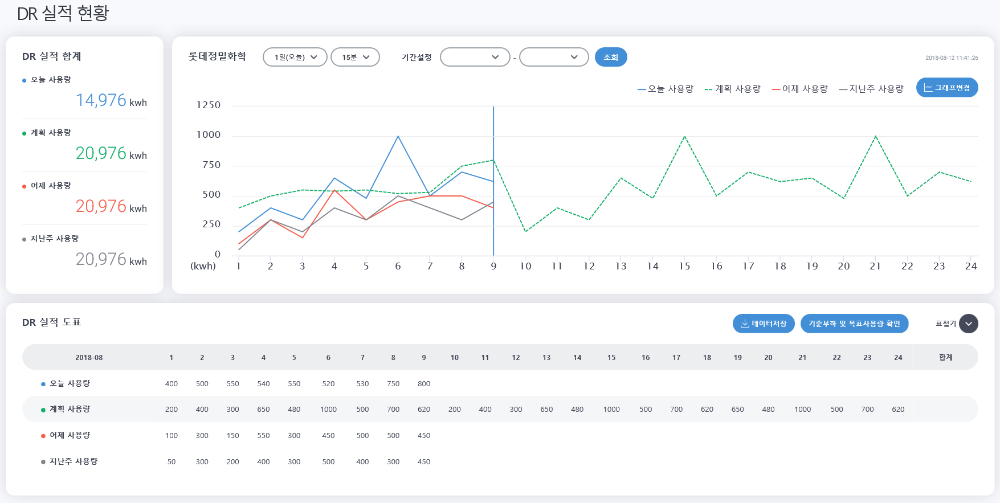 DR 실적 현황
DR 실적 합계
오늘 사용량
14,976 kwh
계획 사용량
20,976 kwh
어제 사용량
20,976 kwh
지난주 사용량
20,976 kwh
롯데정밀화학 1일(오늘) 15분 기간설정 - 조회 2018-08-12 11:41:26
오늘 사용량 계획 사용량 어제 사용량 지난주 사용량 그래프변경
1250
1000
750
500
250
0
(kwh) 1 2 3 4 5 6 7 8 9 10 11 12 13 14 15 16 17 18 19 20 21 22 23 24
DR 실적 도표 데이터저장 기준부하 및 목표사용량 확인 표접기
2018-08 1 2 3 4 5 6 7 8 9 10 11 12 13 14 15 16 17 18 19 20 21 22 23 24 합계
오늘 사용량 400 500 550 540 550 520 530 750 800
계획 사용량 200 400 300 650 480 1000 500 700 620 200 400 300 650 480 1000 500 700 620 650 480 1000 500 700 620
어제 사용량 100 300 150 550 300 450 500 500 450
지난주 사용량 50 300 200 400 300 500 400 300 450